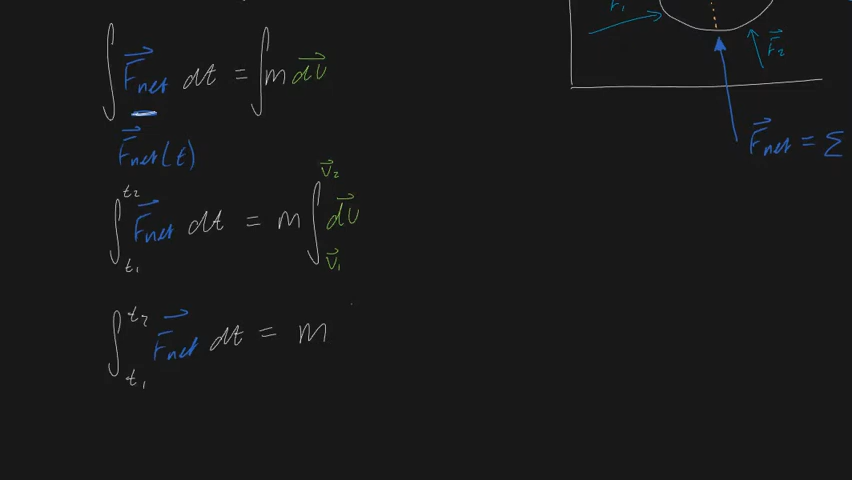 ∫ F⃗net dt = ∫ m dv⃗
F⃗net(t)
∫_{t₁}^{t₂} F⃗net dt = m ∫_{v⃗₁}^{v⃗₂} dv⃗
∫_{t₁}^{t₂} F⃗net dt = m
F⃗₂
F⃗net = Σ